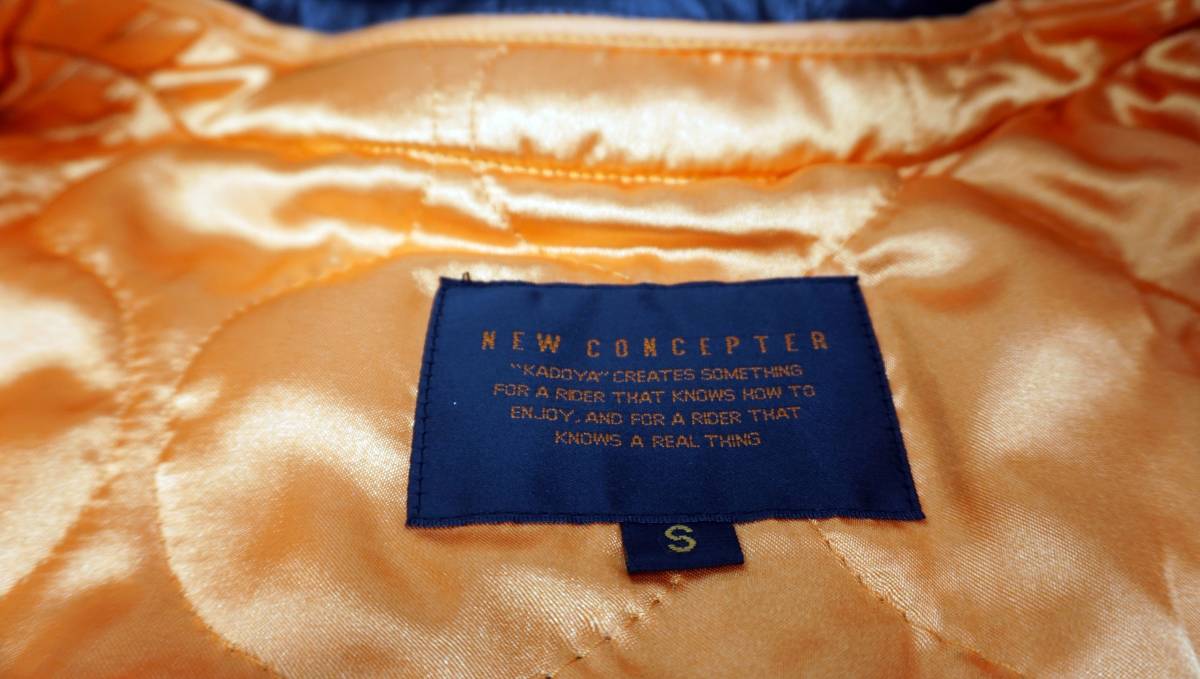 NEW CONCEPTER
"KADOYA" CREATES SOMETHING
FOR A RIDER THAT KNOWS HOW TO
ENJOY, AND FOR A RIDER THAT
KNOWS A REAL THING
S